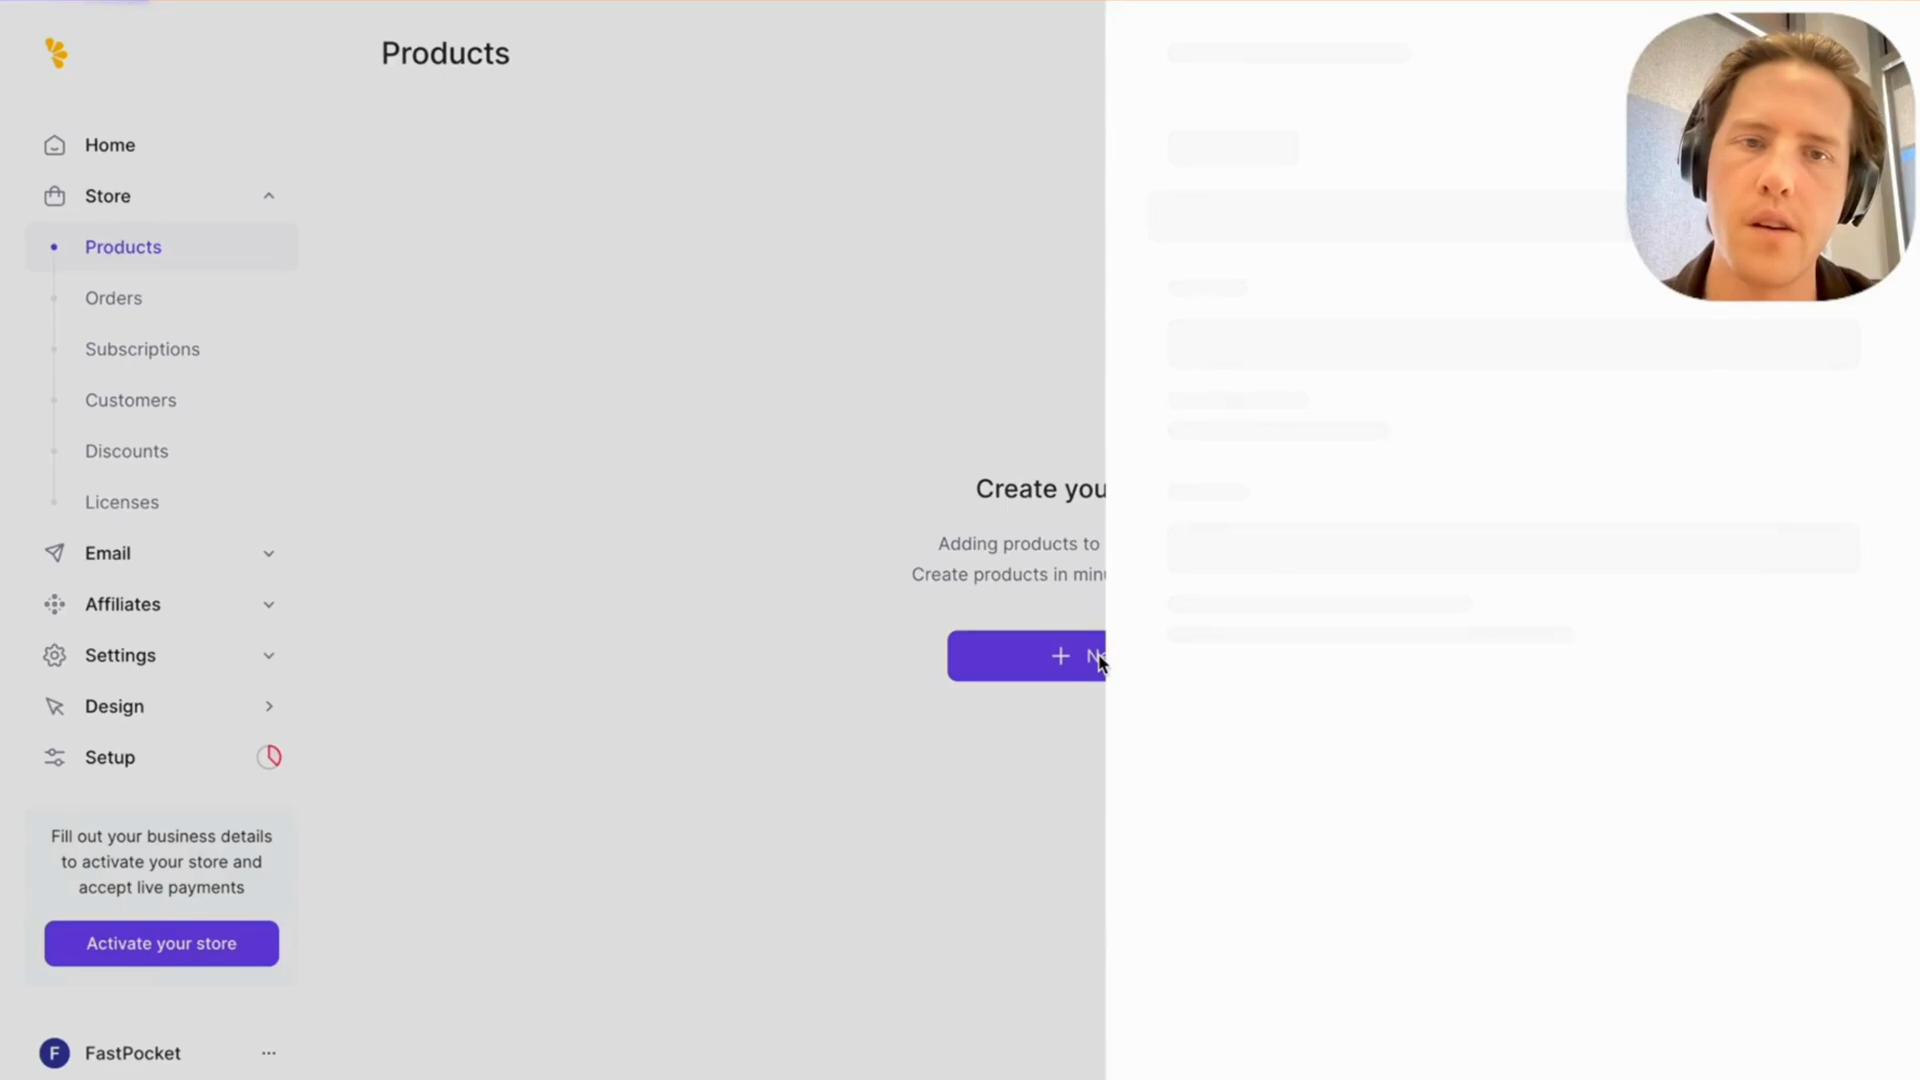 Products
Home
Store
Products
Orders
Subscriptions
Customers
Discounts
Licenses
Email
Affiliates
Settings
Design
Setup
Fill out your business details
to activate your store and
accept live payments
Activate your store
F FastPocket
Create you
Adding products to
Create products in minu
+ N